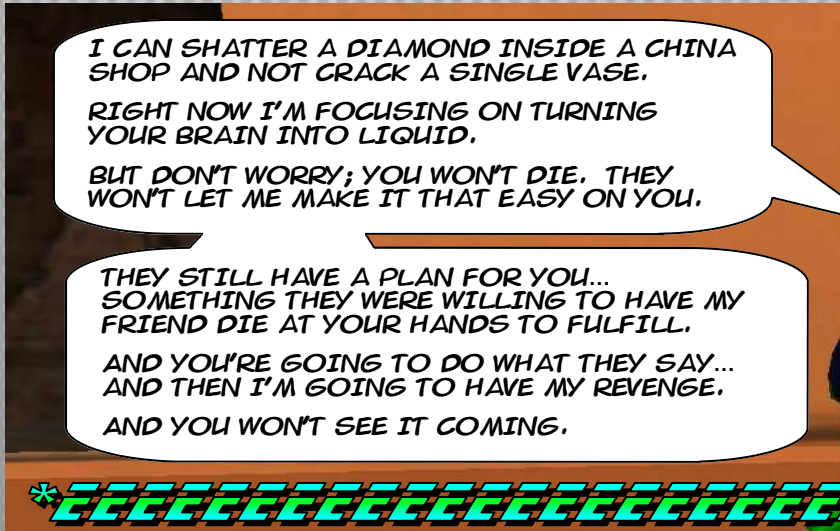 I CAN SHATTER A DIAMOND INSIDE A CHINA
SHOP AND NOT CRACK A SINGLE VASE.
RIGHT NOW I'M FOCUSING ON TURNING
YOUR BRAIN INTO LIQUID.
BUT DON'T WORRY; YOU WON'T DIE. THEY
WON'T LET ME MAKE IT THAT EASY ON YOU.
THEY STILL HAVE A PLAN FOR YOU...
SOMETHING THEY WERE WILLING TO HAVE MY
FRIEND DIE AT YOUR HANDS TO FULFILL.
AND YOU'RE GOING TO DO WHAT THEY SAY...
AND THEN I'M GOING TO HAVE MY REVENGE.
AND YOU WON'T SEE IT COMING.